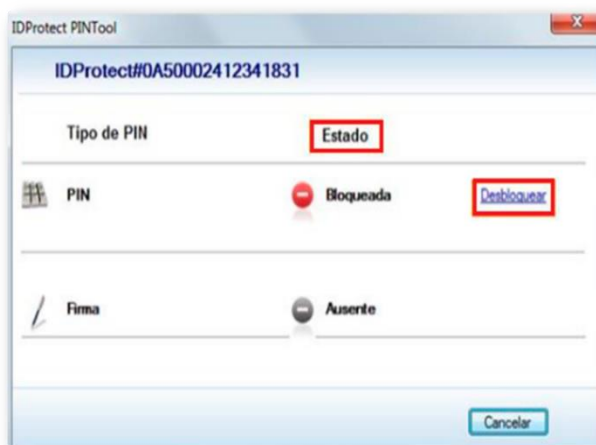 IDProtect PINTool
IDProtect#0A50002412341831
Tipo de PIN Estado
PIN Bloqueada Desbloquear
Firma Ausente
Cancelar